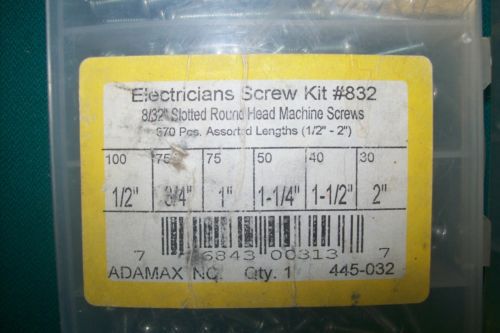 Electricians Screw Kit #832
8/32" Slotted Round Head Machine Screws
370 Pcs. Assorted Lengths (1/2" - 2")
100 75 75 50 40 30
1/2" 3/4" 1" 1-1/4" 1-1/2" 2"
7 6843 00313 7
ADAMAX NC. Qty. 1 445-032